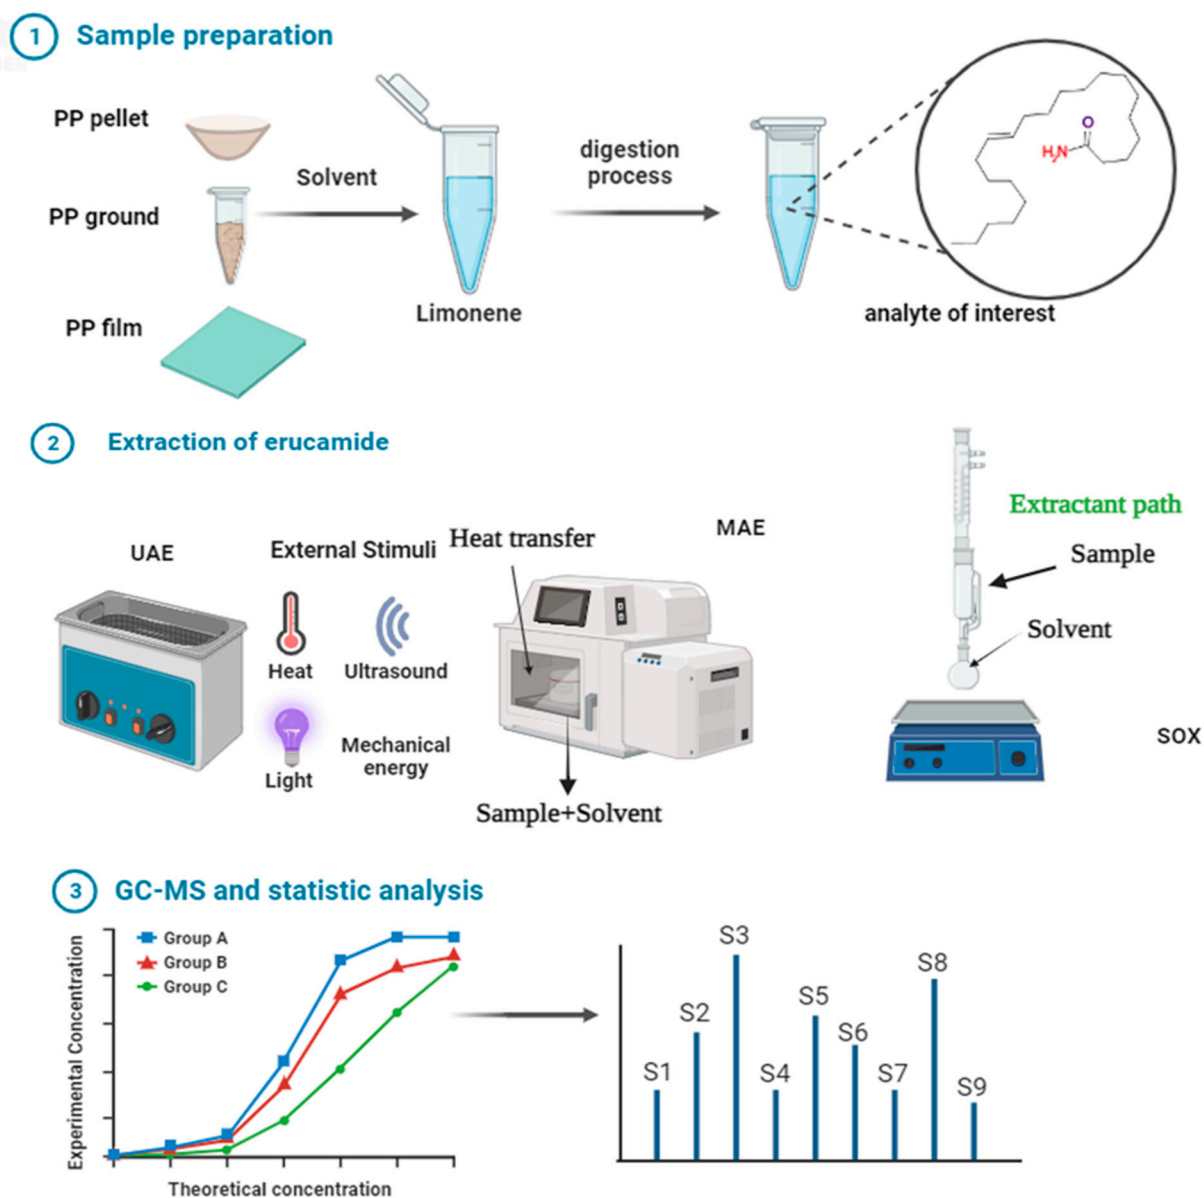 1 Sample preparation
PP pellet
PP ground
PP film
Solvent
Limonene
digestion
process
O
H₂N
analyte of interest
2 Extraction of erucamide
UAE
External Stimuli
Heat
Ultrasound
Light
Mechanical
energy
Heat transfer
MAE
Sample+Solvent
Extractant path
Sample
Solvent
SOX
3 GC-MS and statistic analysis
Experimental Concentration
Group A
Group B
Group C
Theoretical concentration
S1
S2
S3
S4
S5
S6
S7
S8
S9